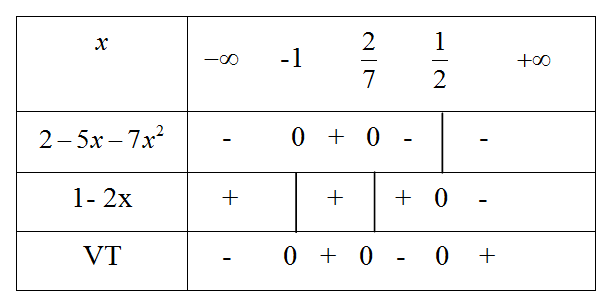 x −∞ -1 2/7 1/2 +∞
2 − 5x − 7x² - 0 + 0 - -
1- 2x + + + 0 -
VT - 0 + 0 - 0 +